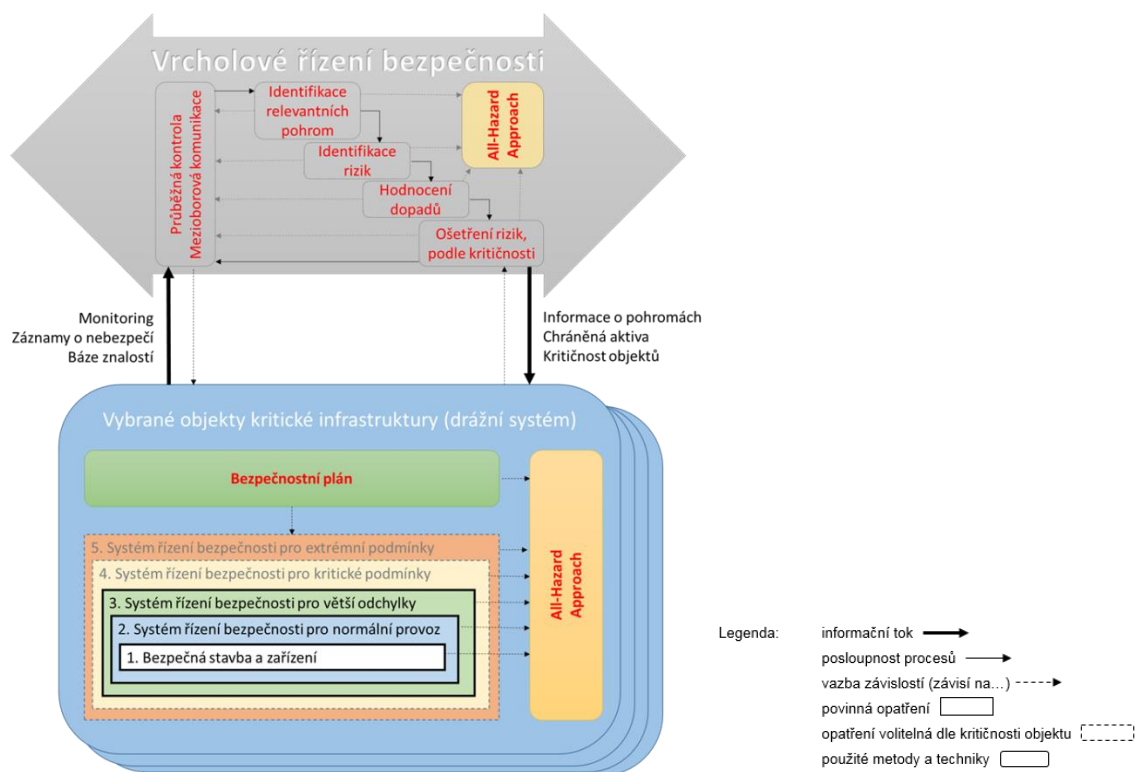 Vrcholové řízení bezpečnosti
Průběžná kontrola
Mezioborová komunikace
Identifikace
relevantních
pohrom
All-Hazard
Approach
Identifikace
rizik
Hodnocení
dopadů
Ošetření rizik,
podle kritičnosti
Monitoring
Záznamy o nebezpečí
Báze znalostí
Informace o pohromách
Chráněná aktiva
Kritičnost objektů
Vybrané objekty kritické infrastruktury (drážní systém)
Bezpečnostní plán
5. Systém řízení bezpečnosti pro extrémní podmínky
4. Systém řízení bezpečnosti pro kritické podmínky
3. Systém řízení bezpečnosti pro větší odchylky
2. Systém řízení bezpečnosti pro normální provoz
1. Bezpečná stavba a zařízení
All-Hazard
Approach
Legenda: informační tok
posloupnost procesů
vazba závislostí (závisí na…)
povinná opatření
opatření volitelná dle kritičnosti objektu
použité metody a techniky